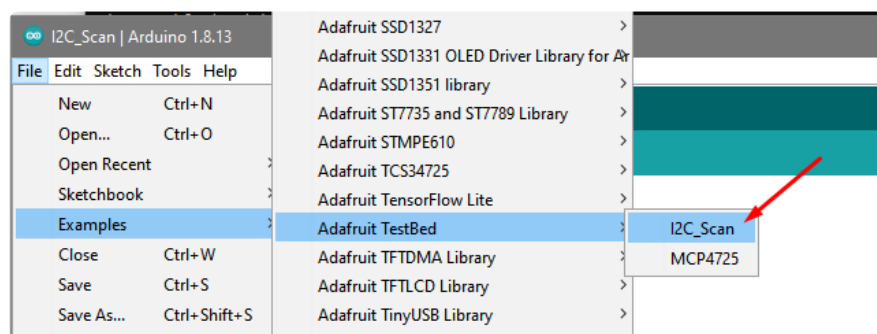 I2C_Scan | Arduino 1.8.13
File Edit Sketch Tools Help
New Ctrl+N
Open... Ctrl+O
Open Recent
Sketchbook
Examples
Close Ctrl+W
Save Ctrl+S
Save As... Ctrl+Shift+S
Adafruit SSD1327
Adafruit SSD1331 OLED Driver Library for Ar
Adafruit SSD1351 library
Adafruit ST7735 and ST7789 Library
Adafruit STMPE610
Adafruit TCS34725
Adafruit TensorFlow Lite
Adafruit TestBed
Adafruit TFTDMA Library
Adafruit TFTLCD Library
Adafruit TinyUSB Library
I2C_Scan
MCP4725